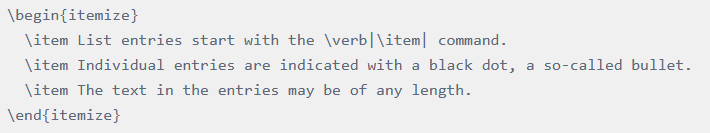 \begin{itemize}
  \item List entries start with the \verb|\item| command.
  \item Individual entries are indicated with a black dot, a so-called bullet.
  \item The text in the entries may be of any length.
\end{itemize}